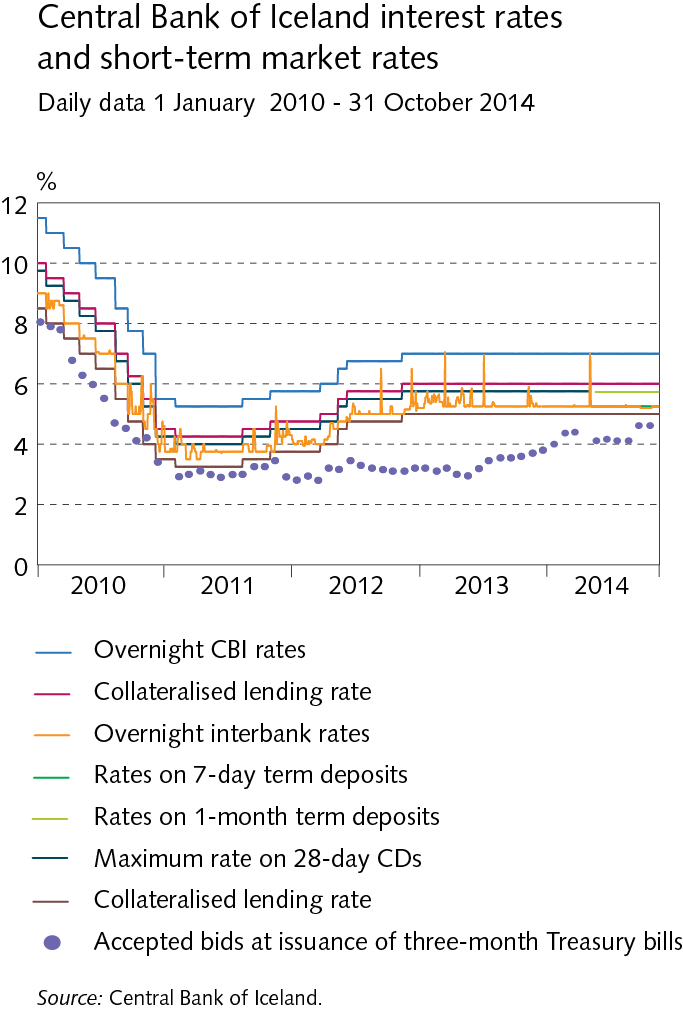 Central Bank of Iceland interest rates
and short-term market rates
Daily data 1 January 2010 - 31 October 2014
%
12
10
8
6
4
2
0
2010 2011 2012 2013 2014
Overnight CBI rates
Collateralised lending rate
Overnight interbank rates
Rates on 7-day term deposits
Rates on 1-month term deposits
Maximum rate on 28-day CDs
Collateralised lending rate
Accepted bids at issuance of three-month Treasury bills
Source: Central Bank of Iceland.